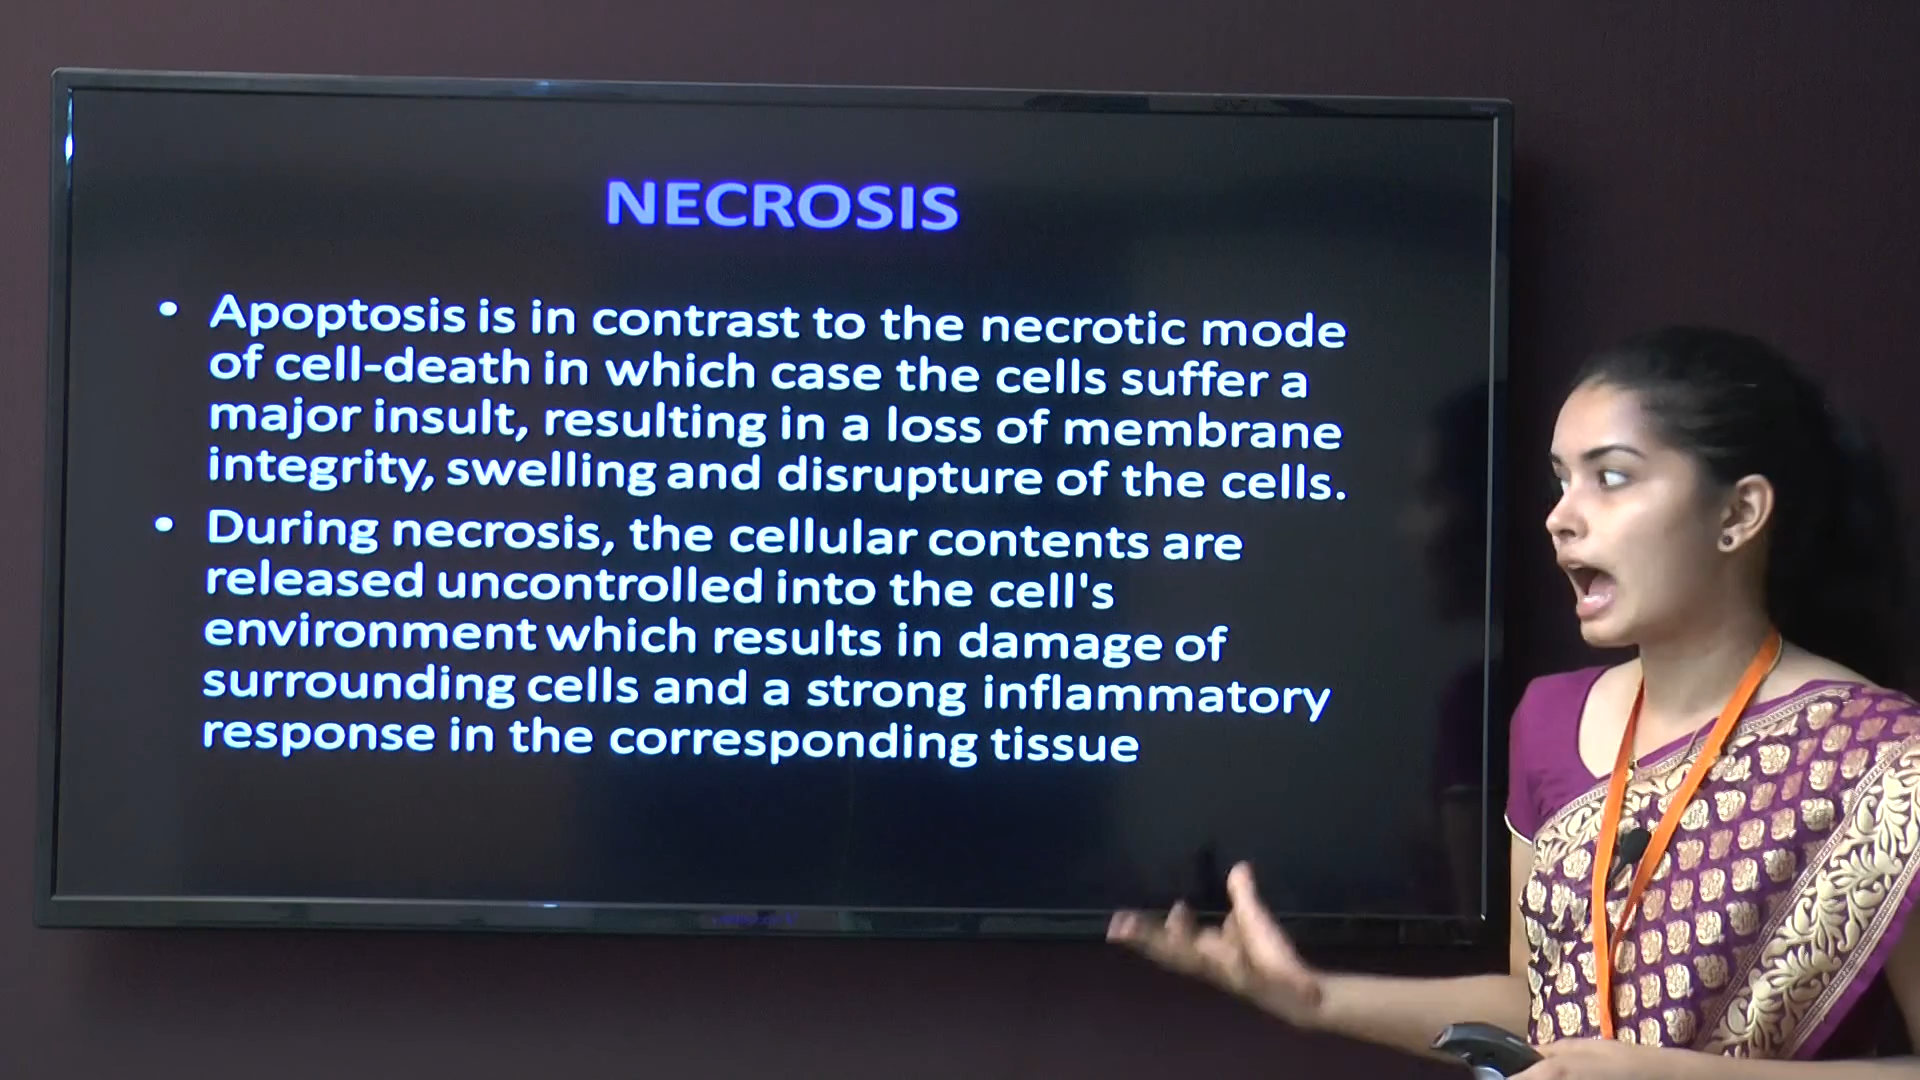 NECROSIS
• Apoptosis is in contrast to the necrotic mode
of cell-death in which case the cells suffer a
major insult, resulting in a loss of membrane
integrity, swelling and disrupture of the cells.
• During necrosis, the cellular contents are
released uncontrolled into the cell's
environment which results in damage of
surrounding cells and a strong inflammatory
response in the corresponding tissue